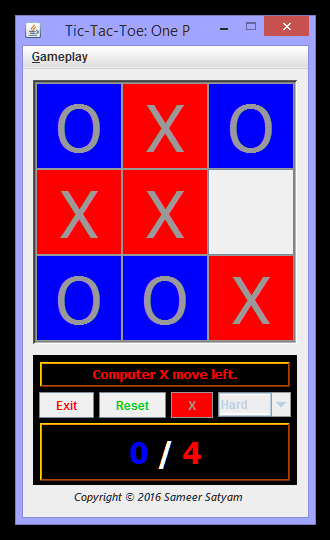 Tic-Tac-Toe: One P
Gameplay
O X O
X X
O O X
Computer X move left.
Exit Reset X Hard
0 / 4
Copyright © 2016 Sameer Satyam